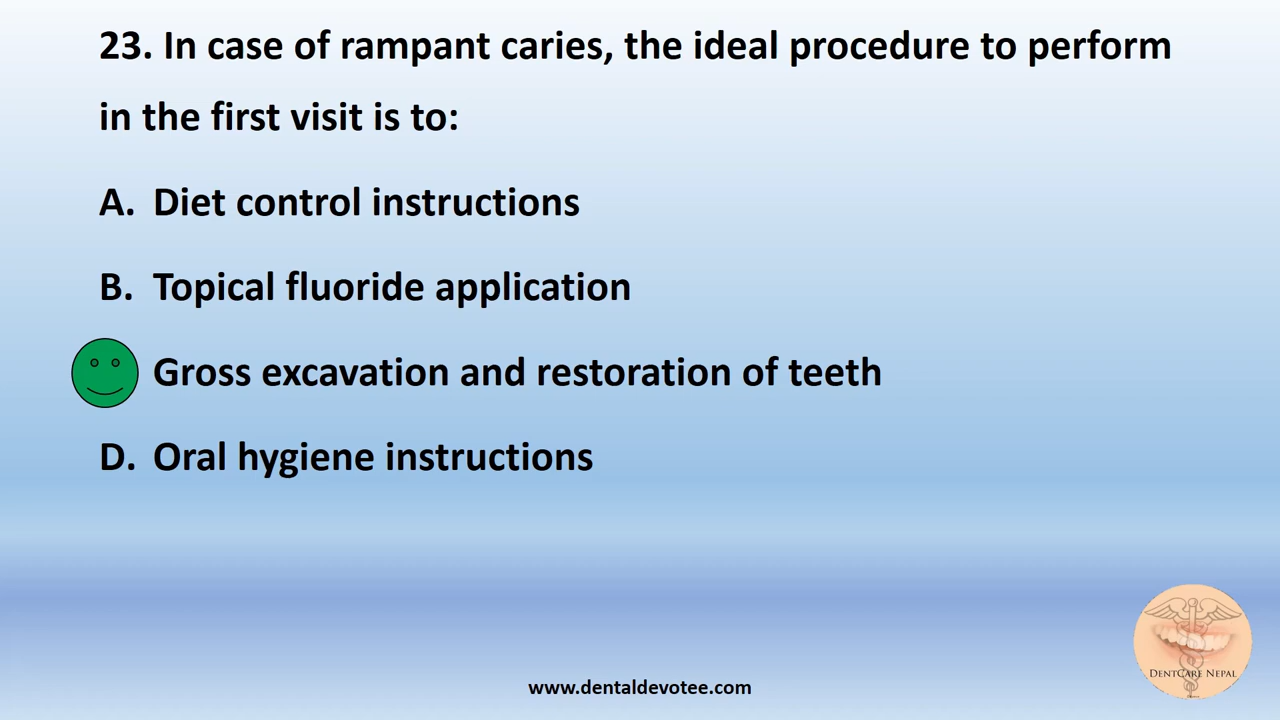 23. In case of rampant caries, the ideal procedure to perform
in the first visit is to:
A. Diet control instructions
B. Topical fluoride application
Gross excavation and restoration of teeth
D. Oral hygiene instructions
DENTCARE NEPAL
www.dentaldevotee.com